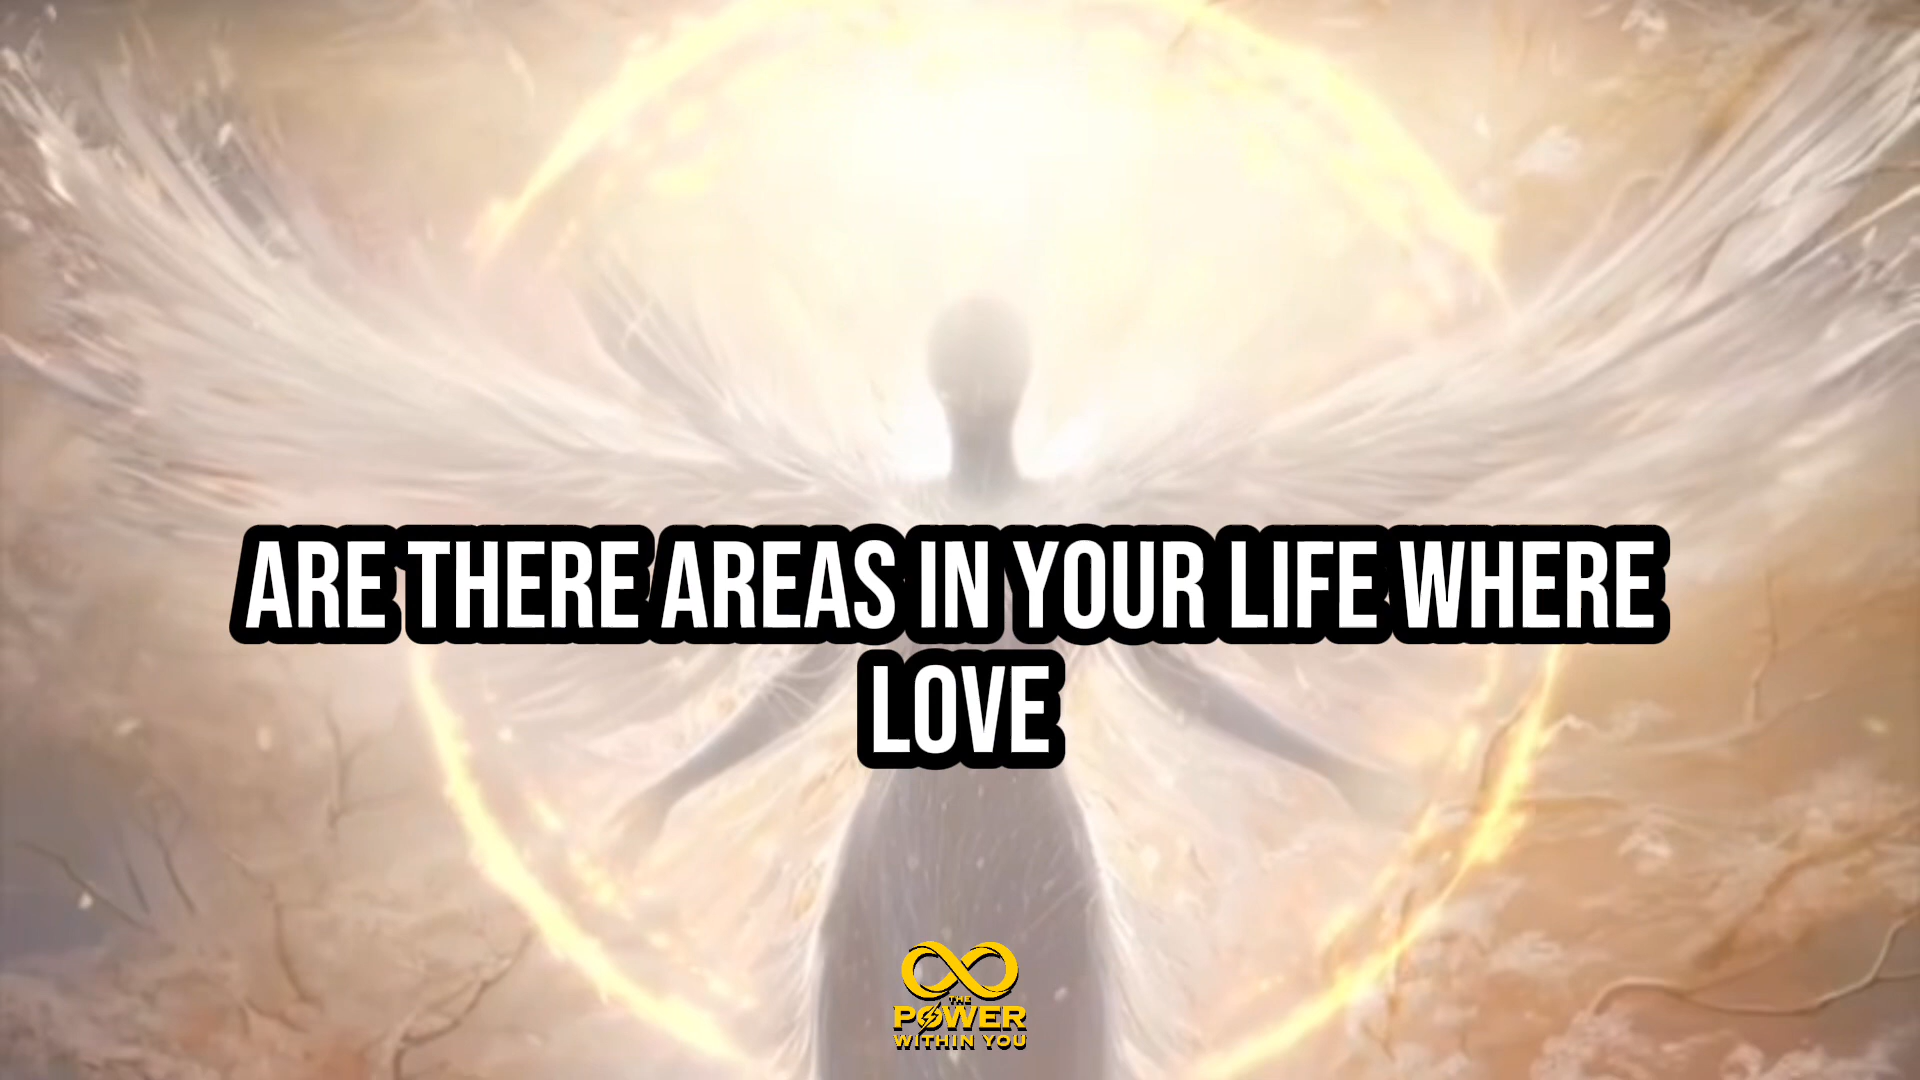 ARE THERE AREAS IN YOUR LIFE WHERE
LOVE
THE
POWER
WITHIN YOU